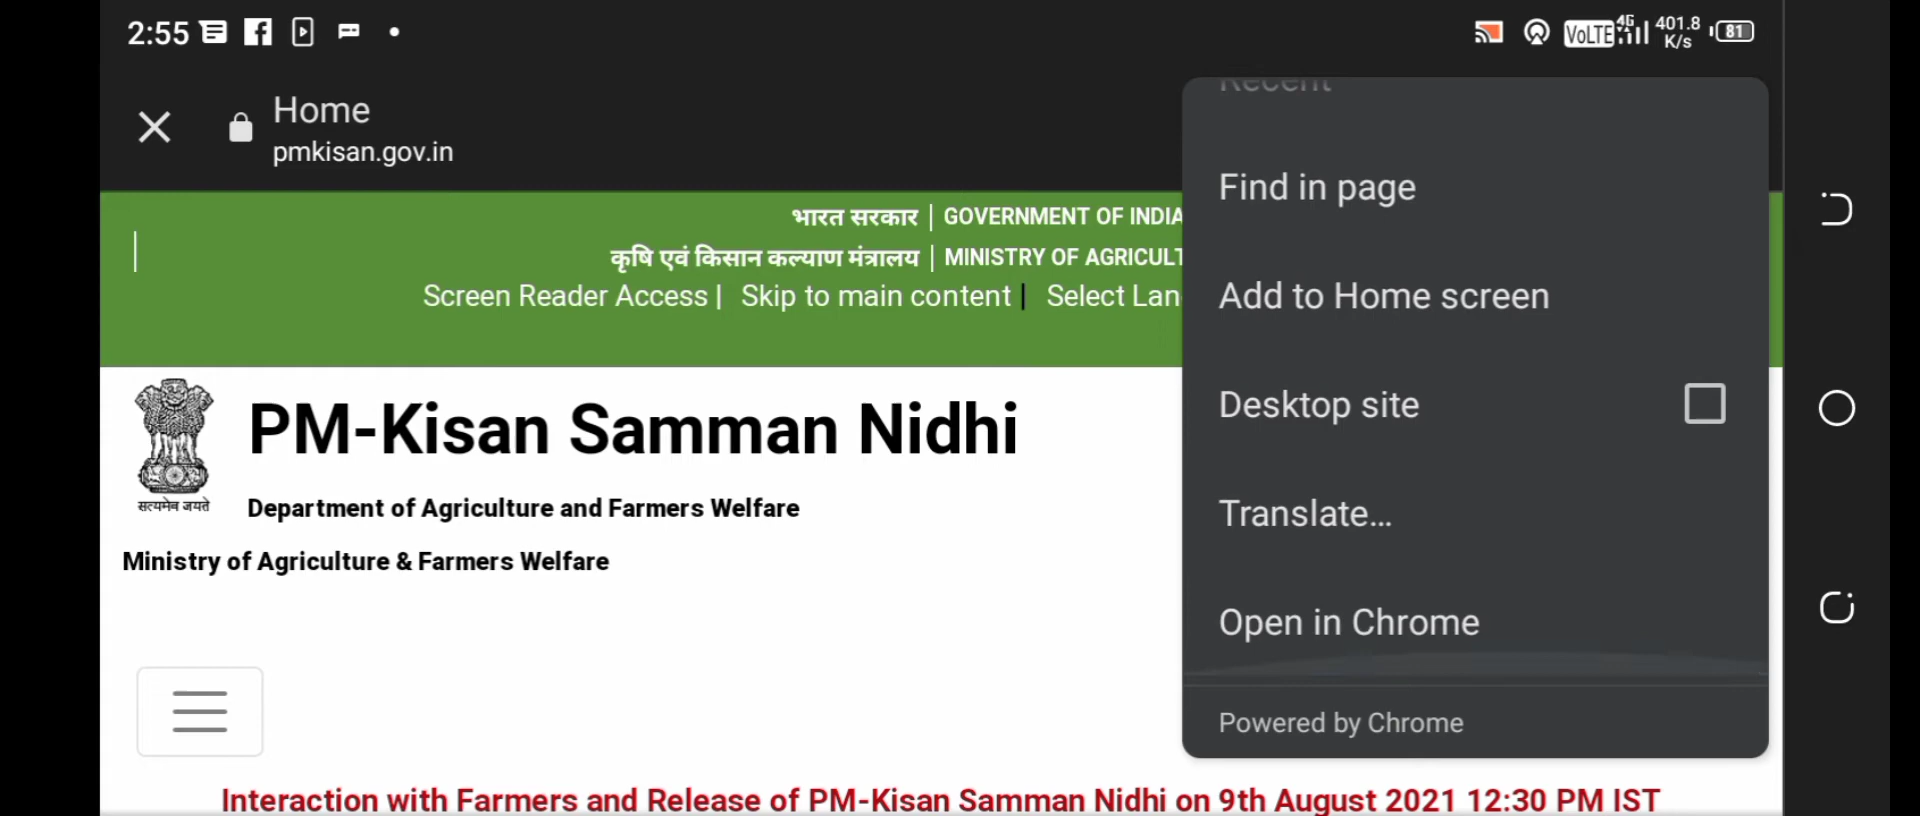 2:55
VoLTE 4G 401.8 K/s 81
Home
pmkisan.gov.in
Recent
Find in page
Add to Home screen
Desktop site
Translate...
Open in Chrome
Powered by Chrome
भारत सरकार | GOVERNMENT OF INDIA
कृषि एवं किसान कल्याण मंत्रालय | MINISTRY OF AGRICULT
Screen Reader Access | Skip to main content | Select Lan
PM-Kisan Samman Nidhi
सत्यमेव जयते
Department of Agriculture and Farmers Welfare
Ministry of Agriculture & Farmers Welfare
Interaction with Farmers and Release of PM-Kisan Samman Nidhi on 9th August 2021 12:30 PM IST